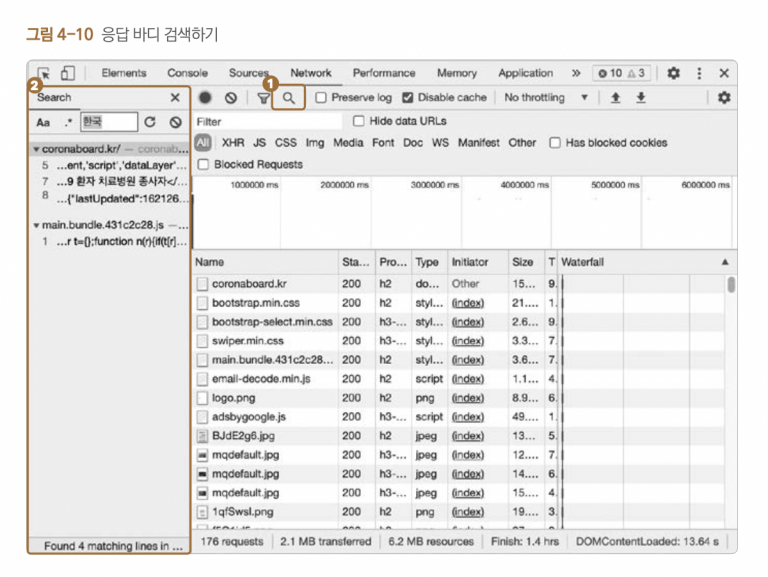 그림 4-10 응답 바디 검색하기
Elements Console Sources Network Performance Memory Application » 10 3
2 1
Search × Preserve log Disable cache No throttling ▼
Aa .* 한국 Filter Hide data URLs
All XHR JS CSS Img Media Font Doc WS Manifest Other Has blocked cookies
Blocked Requests
▼coronaboard.kr/ — coronab...
5 ...ent,'script','dataLayer'...
7 ...9 환자 치료병원 종사자</...
8 ...{"lastUpdated":162126...
▼main.bundle.431c2c28.js —...
1 ...r t={};function n(r){if(t[r]...
Found 4 matching lines in ...
1000000 ms 2000000 ms 3000000 ms 4000000 ms 5000000 ms 6000000 ms
Name Sta... Pro... Type Initiator Size T Waterfall ▲
coronaboard.kr 200 h2 do... Other 15... 9.
bootstrap.min.css 200 h2 styl... (index) 21.... 1.
bootstrap-select.min.css 200 h3-... styl... (index) 2.6... 9.
swiper.min.css 200 h3-... styl... (index) 3.3... 7.
main.bundle.431c2c28... 200 h2 styl... (index) 3.6... 7.
email-decode.min.js 200 h2 script (index) 1.1... 4.
logo.png 200 h2 png (index) 8.9... 6.
adsbygoogle.js 200 h3-... script (index) 49.... 1.
BJdE2g6.jpg 200 h2 jpeg (index) 13... 5.
mqdefault.jpg 200 h3-... jpeg (index) 12.... 7.
mqdefault.jpg 200 h3-... jpeg (index) 14.... 6.
mqdefault.jpg 200 h3-... jpeg (index) 15.... 4.
1qfSwsI.png 200 h2 png (index) 19.... 3.
176 requests 2.1 MB transferred 6.2 MB resources Finish: 1.4 hrs DOMContentLoaded: 13.64 s